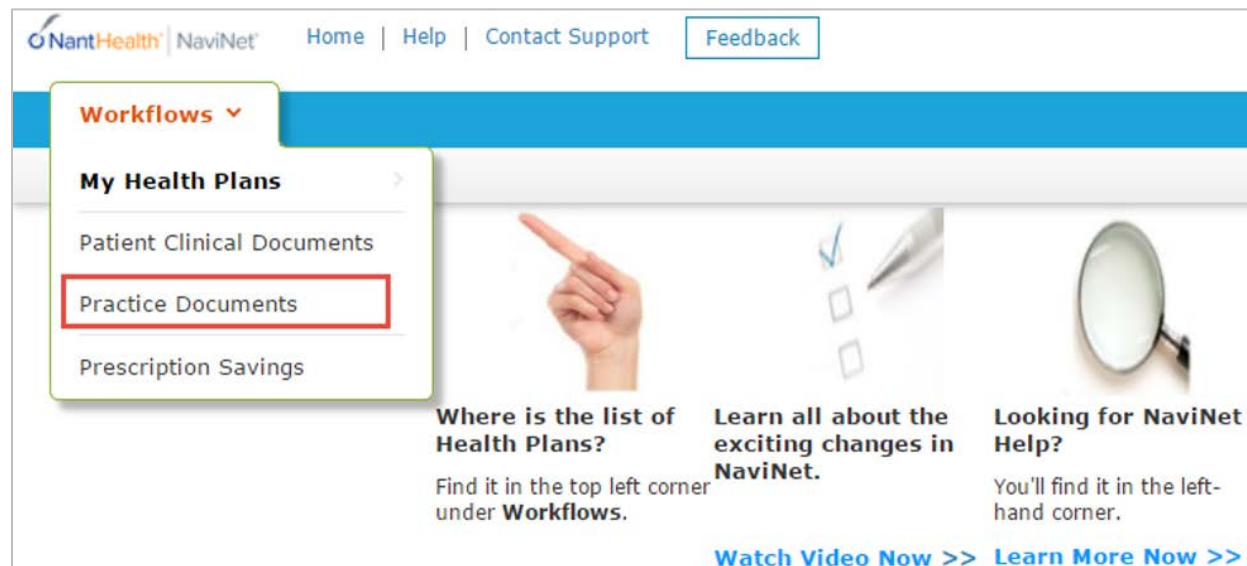 NantHealth® | NaviNet® Home | Help | Contact Support Feedback
Workflows
My Health Plans
Patient Clinical Documents
Practice Documents
Prescription Savings
Where is the list of
Health Plans?
Find it in the top left corner
under Workflows.
Learn all about the
exciting changes in
NaviNet.
Watch Video Now >>
Looking for NaviNet
Help?
You'll find it in the left-
hand corner.
Learn More Now >>